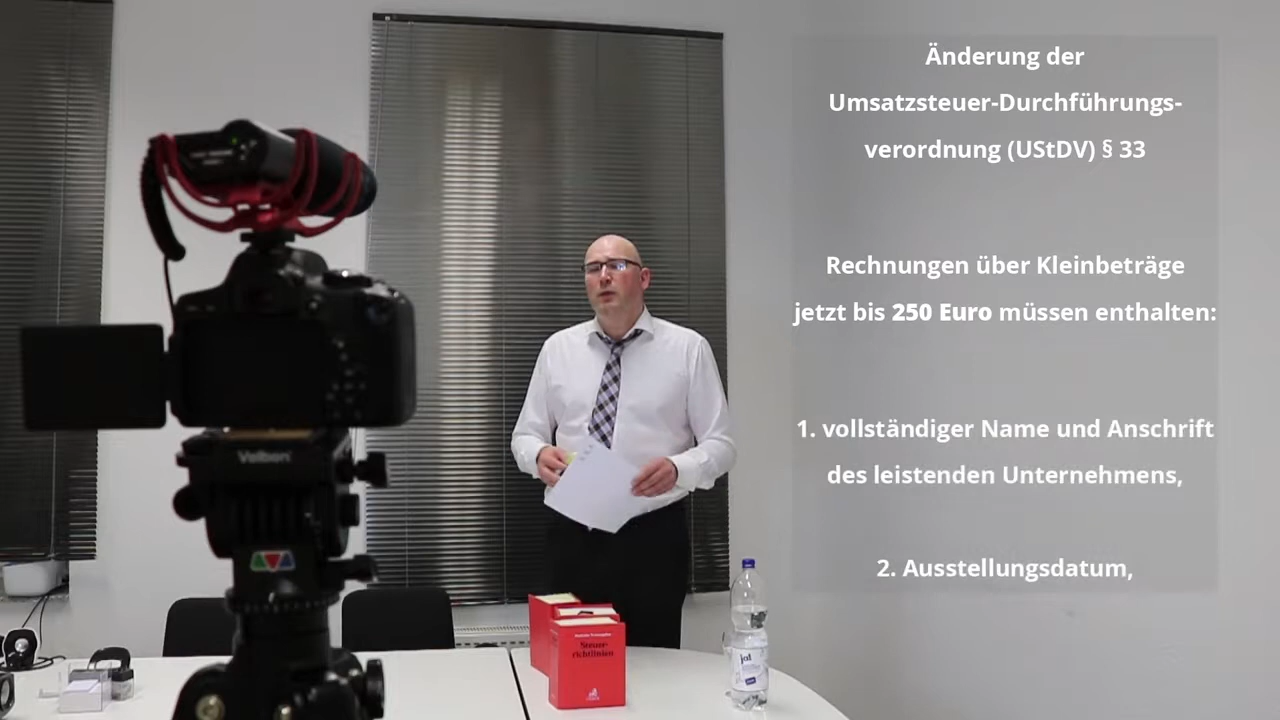 Änderung der
Umsatzsteuer-Durchführungs-
verordnung (UStDV) § 33
Rechnungen über Kleinbeträge
jetzt bis 250 Euro müssen enthalten:
1. vollständiger Name und Anschrift
des leistenden Unternehmens,
2. Ausstellungsdatum,
Velbon
Steuer-
richtlinien
ja!